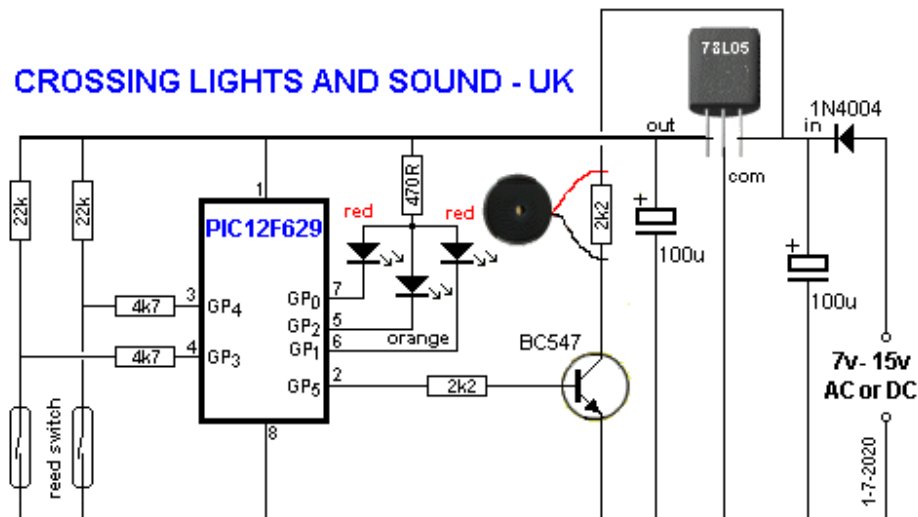 CROSSING LIGHTS AND SOUND - UK
78L05
1N4004
out
in
com
22k
22k
1
470R
red
red
2k2
PIC12F629
100u
100u
4k7
3
GP4
GP0
7
GP2
5
orange
4k7
4
GP3
GP1
6
BC547
7v- 15v
AC or DC
GP5
2
2k2
8
reed switch
1-7-2020
+
+